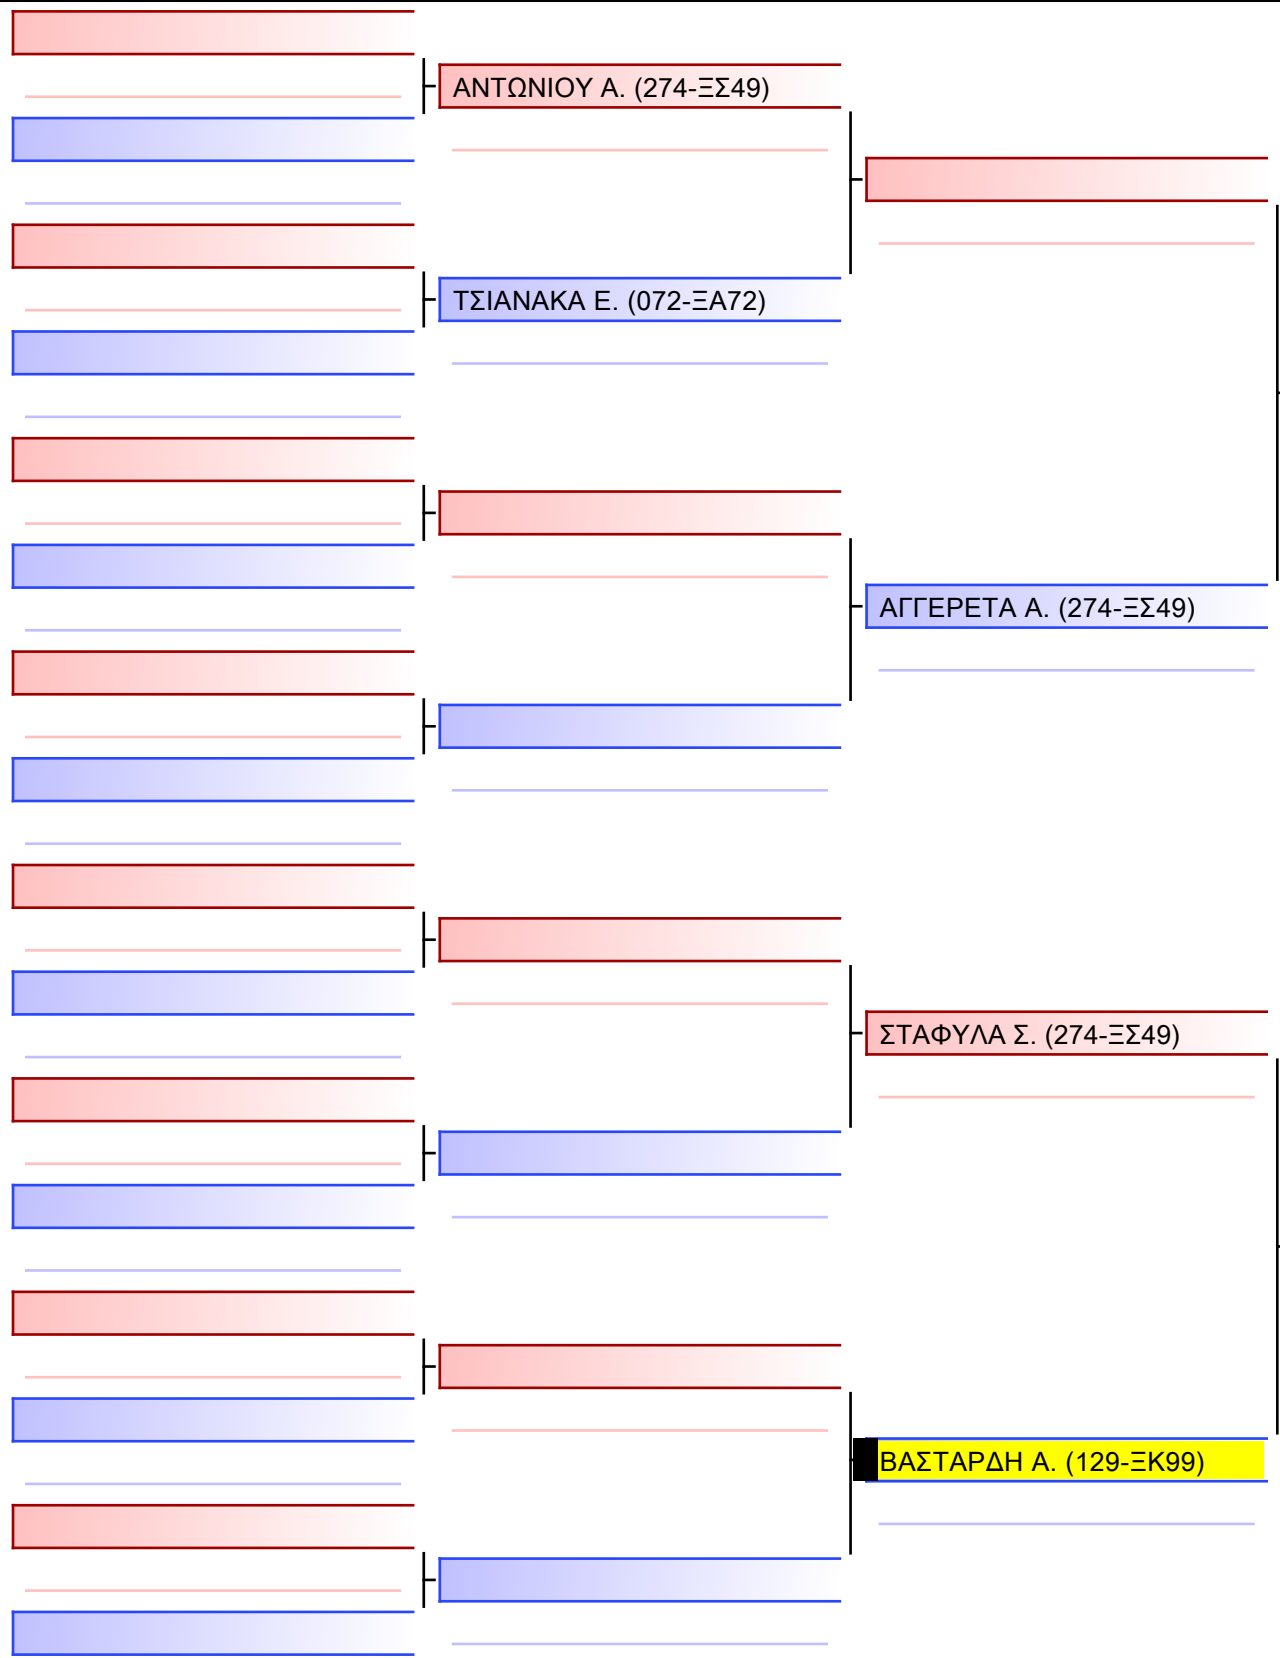 ΑΝΤΩΝΙΟΥ Α. (274-ΞΣ49)
ΤΣΙΑΝΑΚΑ Ε. (072-ΞΑ72)
ΑΓΓΕΡΕΤΑ Α. (274-ΞΣ49)
ΣΤΑΦΥΛΑ Σ. (274-ΞΣ49)
ΒΑΣΤΑΡΔΗ Α. (129-ΞΚ99)